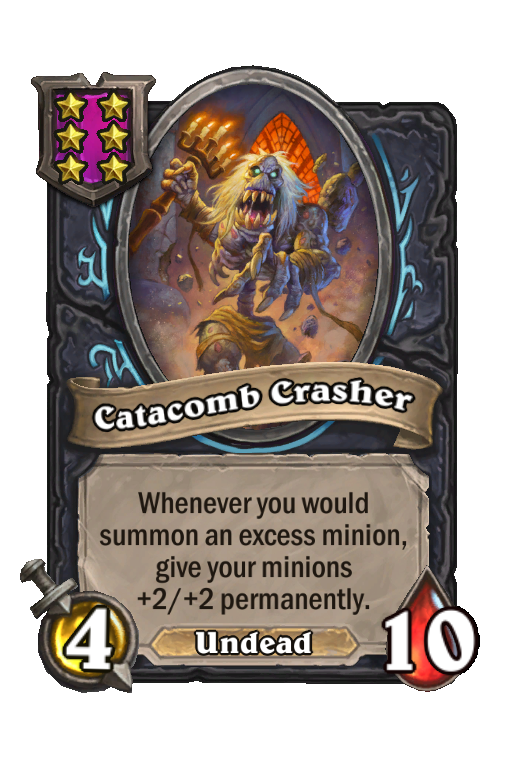 Catacomb Crasher
Whenever you would
summon an excess minion,
give your minions
+2/+2 permanently.
4
Undead
10